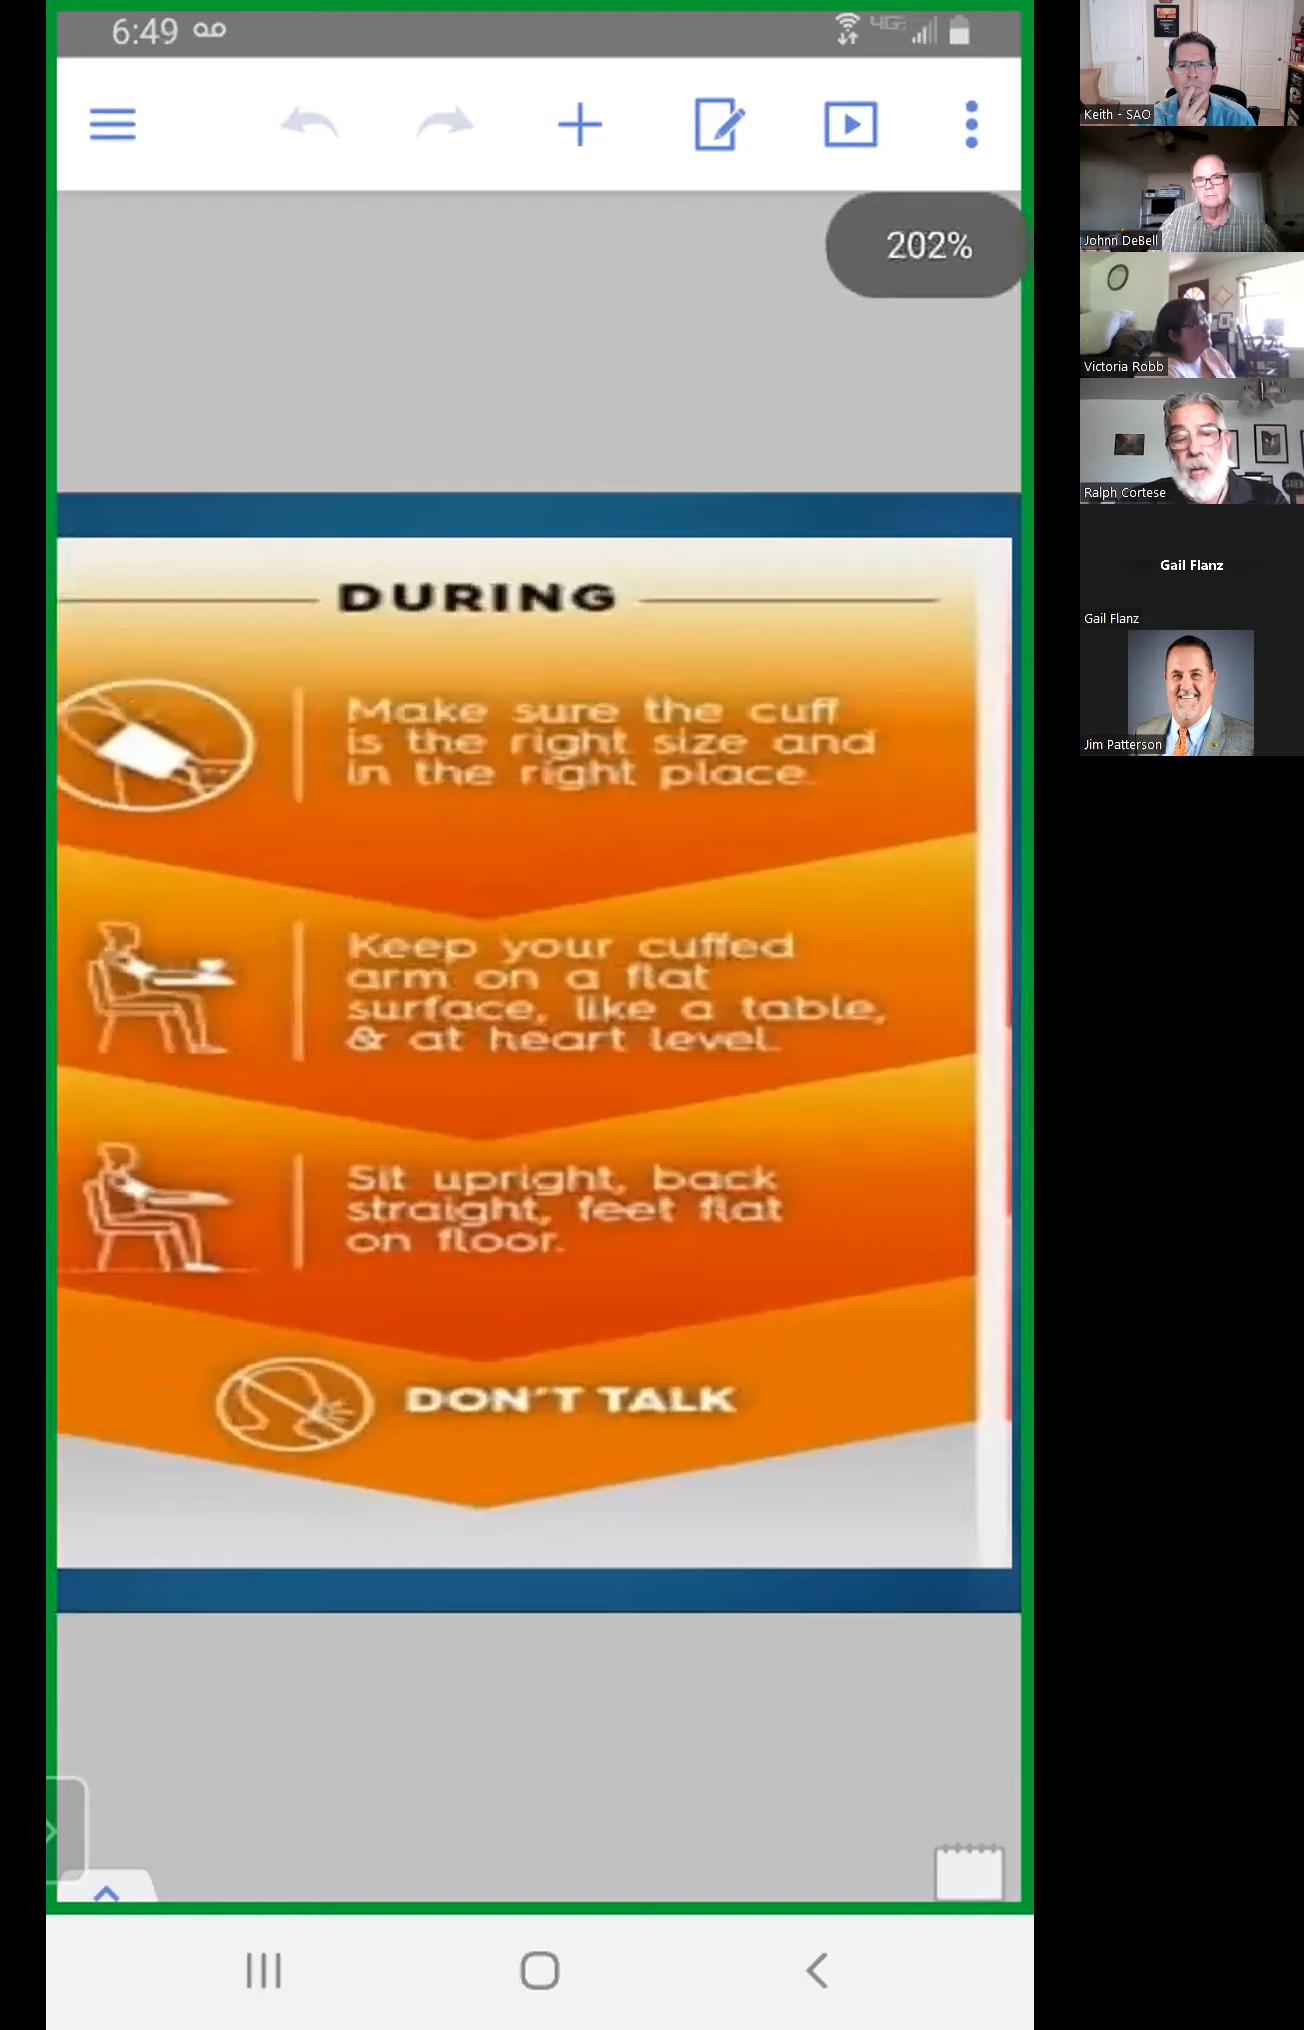 6:49
4G
202%
DURING
Make sure the cuff
is the right size and
in the right place.
Keep your cuffed
arm on a flat
surface, like a table,
& at heart level.
Sit upright, back
straight, feet flat
on floor.
DON'T TALK
Keith - SAO
Johnn DeBell
Victoria Robb
Ralph Cortese
Gail Flanz
Gail Flanz
Jim Patterson